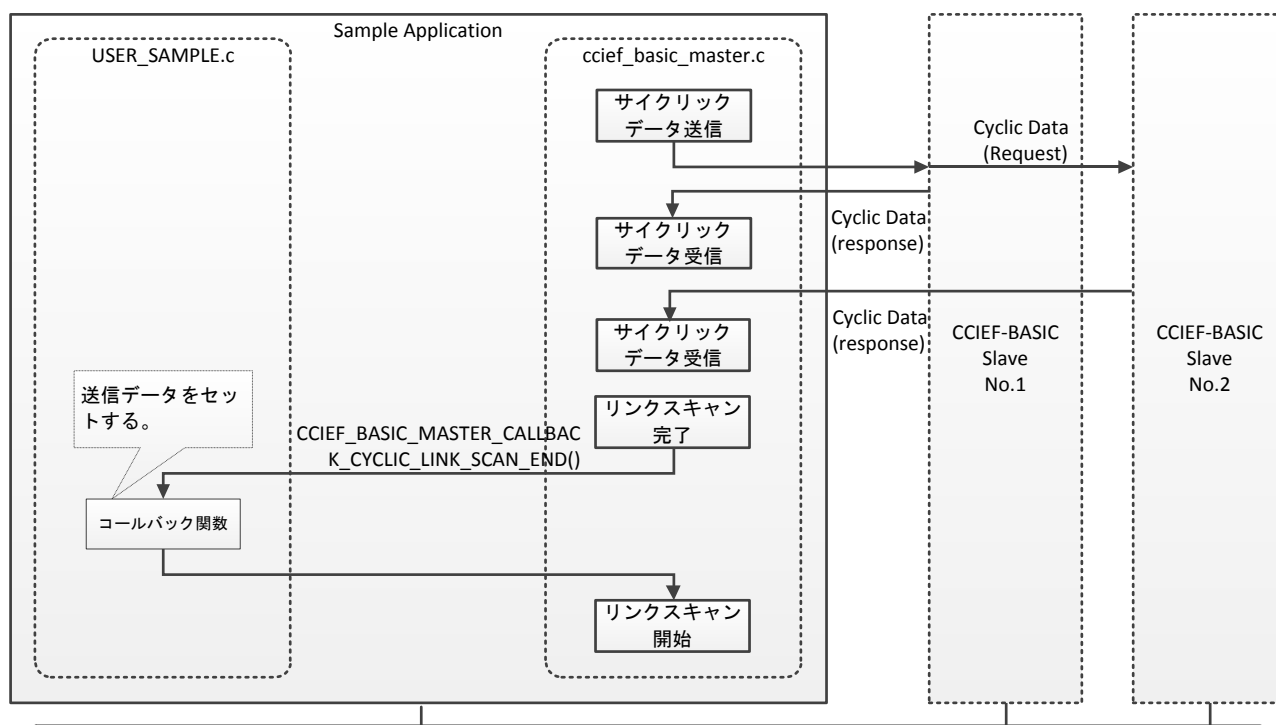 Sample Application
USER_SAMPLE.c
ccief_basic_master.c
サイクリック
データ送信
Cyclic Data
(Request)
サイクリック
データ受信
Cyclic Data
(response)
サイクリック
データ受信
Cyclic Data
(response)
CCIEF-BASIC
Slave
No.1
CCIEF-BASIC
Slave
No.2
送信データをセッ
トする。
リンクスキャン
完了
CCIEF_BASIC_MASTER_CALLBAC
K_CYCLIC_LINK_SCAN_END()
コールバック関数
リンクスキャン
開始